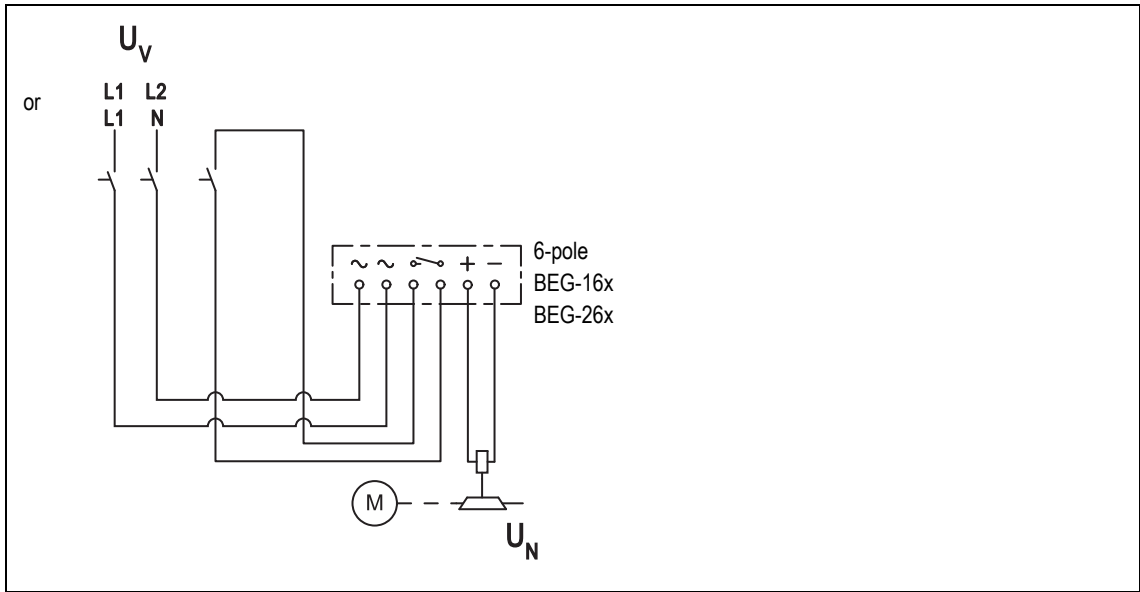 U_V
or
L1 L2
L1 N
∼ ∼ + −
6-pole
BEG-16x
BEG-26x
M
U_N